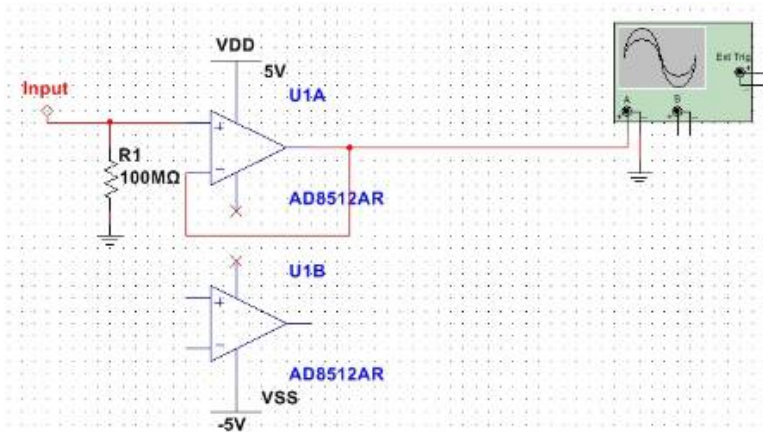 VDD
5V
Input
U1A
+
−
R1
100MΩ
AD8512AR
Ext Trig
+
A
B
U1B
+
−
AD8512AR
VSS
-5V